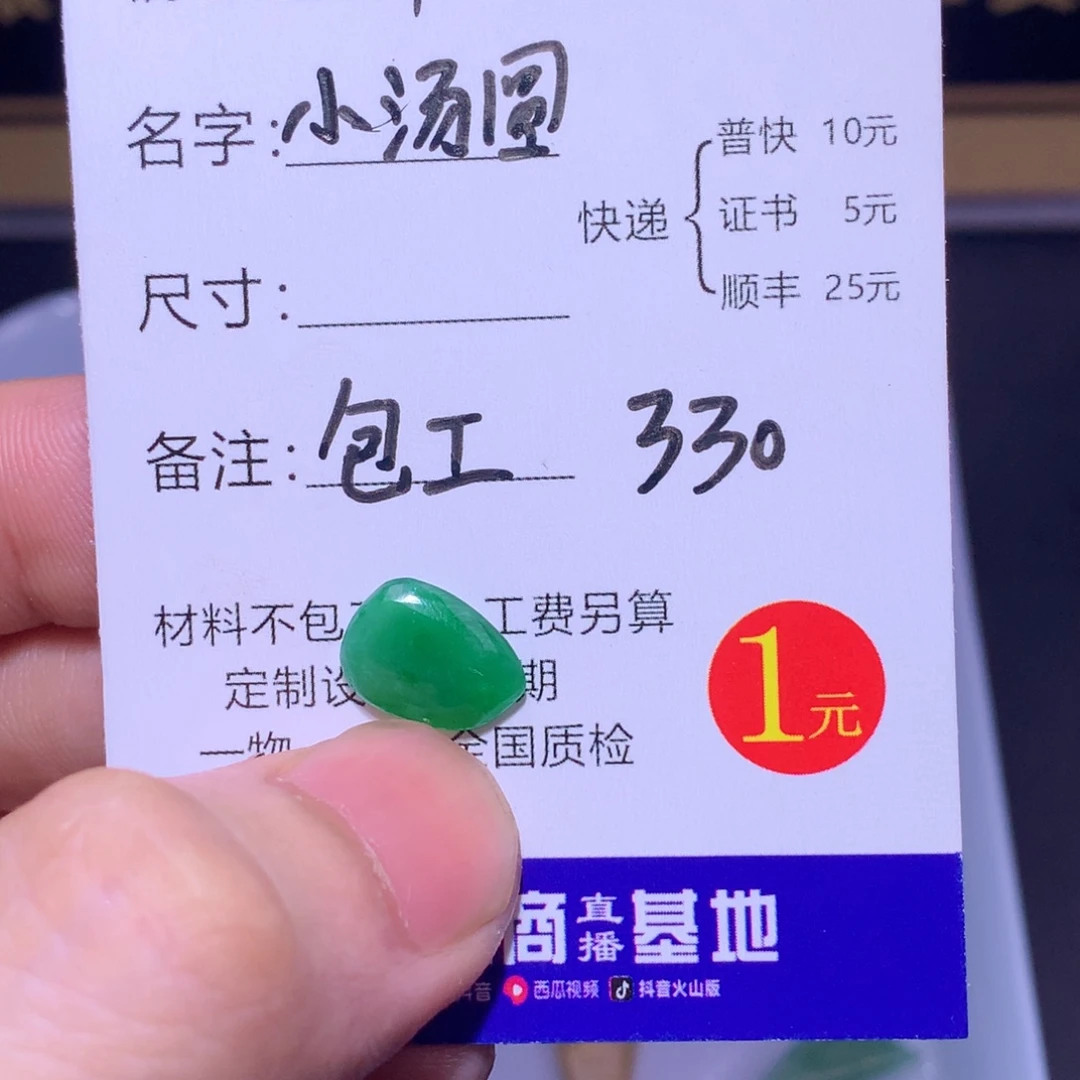 名字:小汤圆
快递
普快 10元
证书 5元
顺丰 25元
尺寸:
备注:包工 330
材料不包 工费另算
定制设 期
一物 全国质检
1元
商直播基地
抖音 西瓜视频 抖音火山版